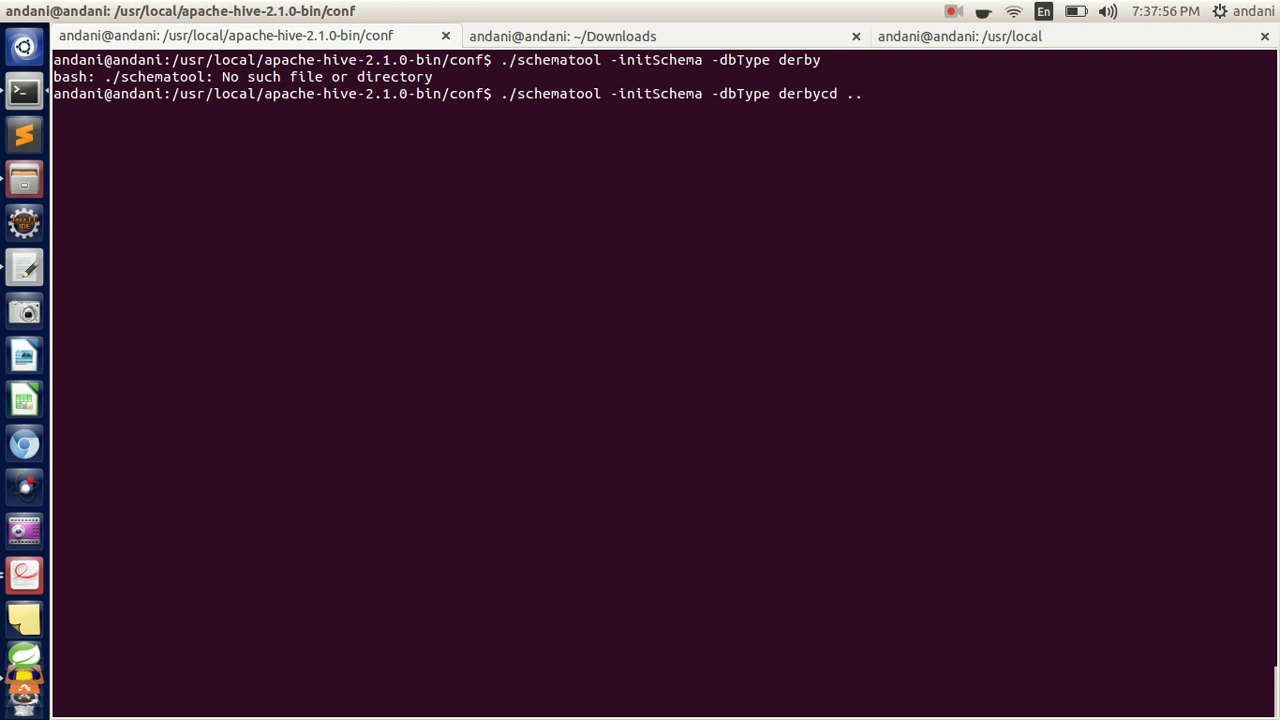 andani@andani: /usr/local/apache-hive-2.1.0-bin/conf
En
7:37:56 PM
andani
andani@andani: /usr/local/apache-hive-2.1.0-bin/conf
andani@andani: ~/Downloads
andani@andani: /usr/local
andani@andani:/usr/local/apache-hive-2.1.0-bin/conf$ ./schematool -initSchema -dbType derby
bash: ./schematool: No such file or directory
andani@andani:/usr/local/apache-hive-2.1.0-bin/conf$ ./schematool -initSchema -dbType derbycd ..